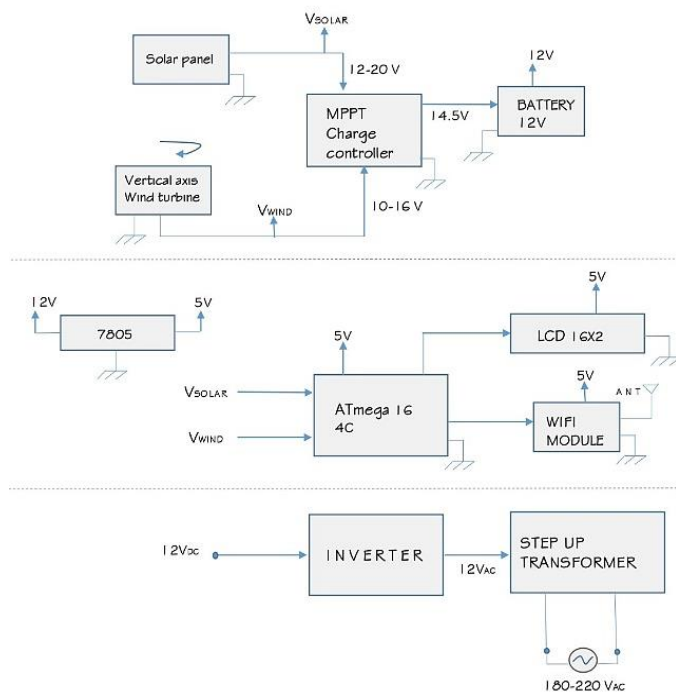 VSOLAR
Solar panel
12-20 V
12V
MPPT
Charge
controller
14.5V
BATTERY
12V
Vertical axis
Wind turbine
VWIND
10-16 V
12V
7805
5V
5V
5V
LCD 16X2
VSOLAR
VWIND
ATmega 16
4C
5V
ANT
WIFI
MODULE
12VDC
INVERTER
12VAC
STEP UP
TRANSFORMER
180-220 VAC